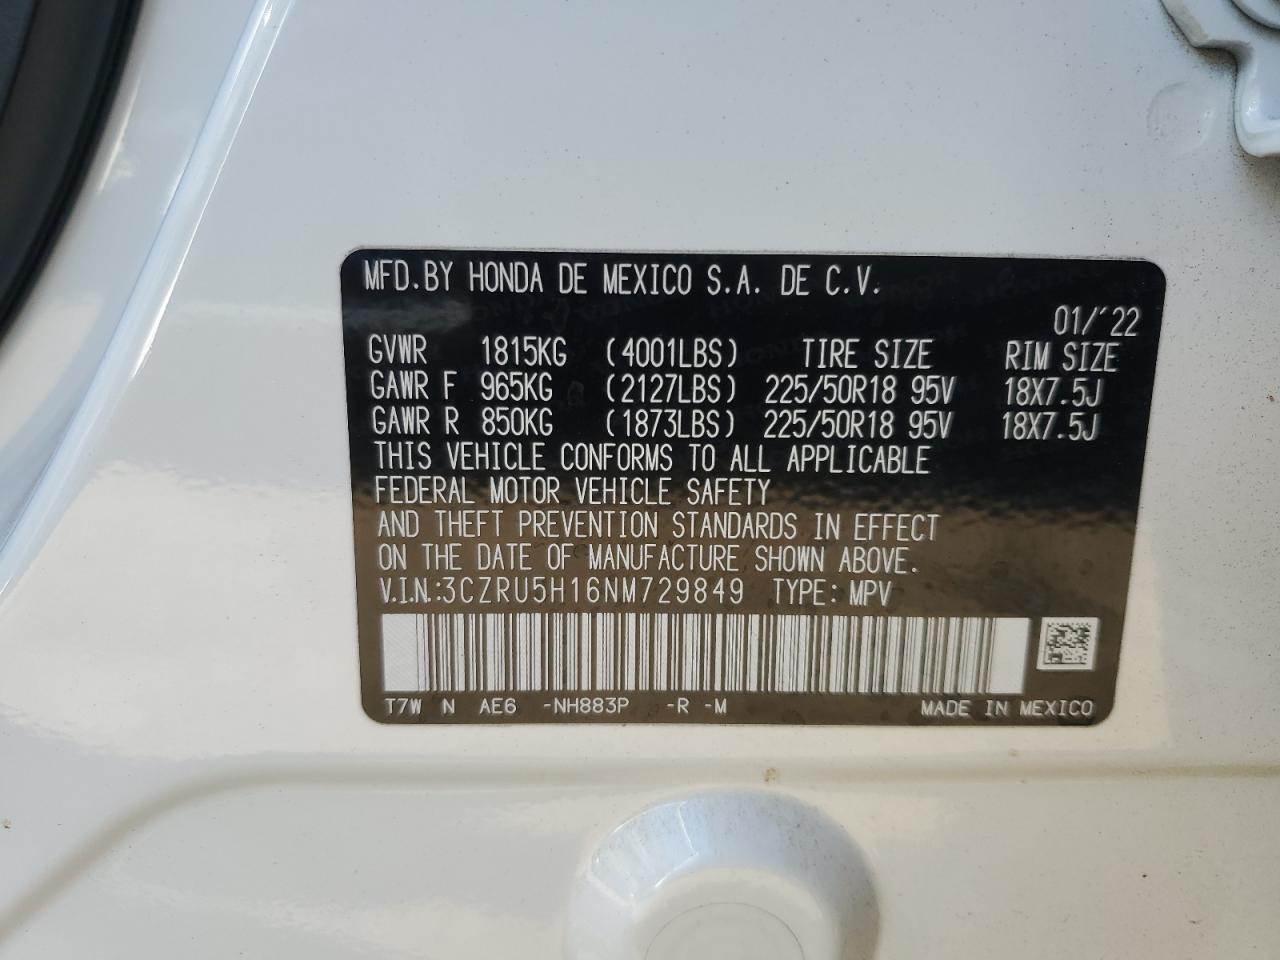 MFD.BY HONDA DE MEXICO S.A. DE C.V.
01/'22
GVWR 1815KG (4001LBS) TIRE SIZE RIM SIZE
GAWR F 965KG (2127LBS) 225/50R18 95V 18X7.5J
GAWR R 850KG (1873LBS) 225/50R18 95V 18X7.5J
THIS VEHICLE CONFORMS TO ALL APPLICABLE
FEDERAL MOTOR VEHICLE SAFETY
AND THEFT PREVENTION STANDARDS IN EFFECT
ON THE DATE OF MANUFACTURE SHOWN ABOVE.
V.I.N.:3CZRU5H16NM729849 TYPE: MPV
T7W N AE6 -NH883P -R -M MADE IN MEXICO